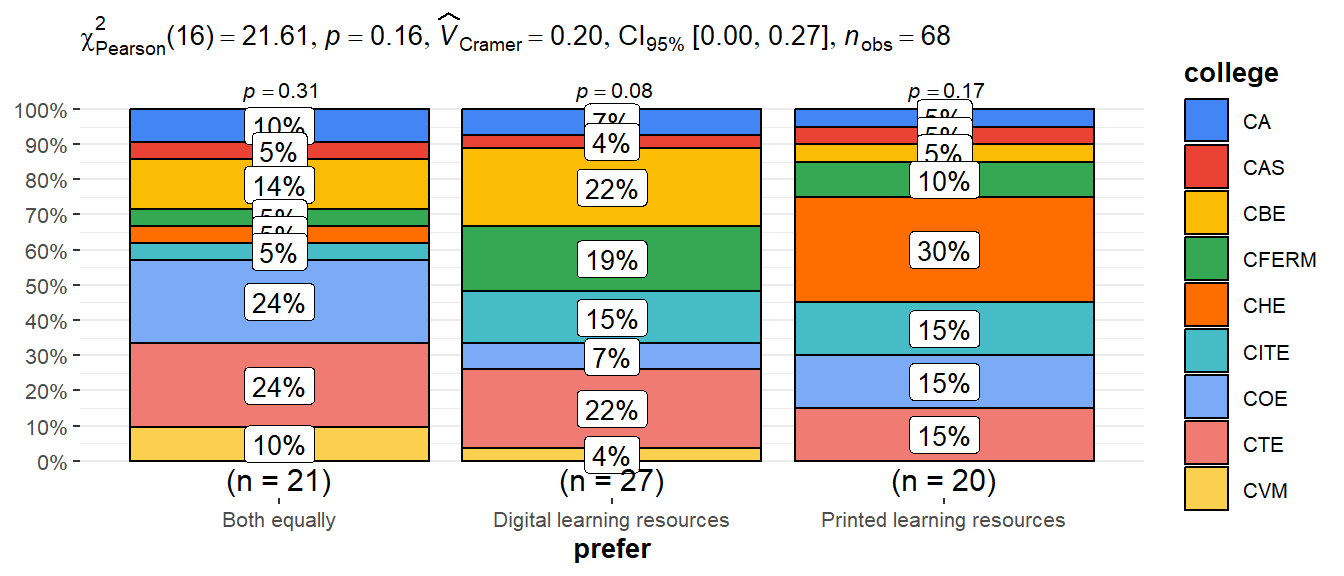 χ²Pearson(16) = 21.61, p = 0.16, V̂Cramer = 0.20, CI95% [0.00, 0.27], nobs = 68
college
p = 0.31
p = 0.08
p = 0.17
100%
90%
80%
70%
60%
50%
40%
30%
20%
10%
0%
10%
5%
14%
5%
5%
5%
24%
24%
10%
7%
4%
22%
19%
15%
7%
22%
4%
5%
5%
5%
10%
30%
15%
15%
15%
CA
CAS
CBE
CFERM
CHE
CITE
COE
CTE
CVM
(n = 21)
(n = 27)
(n = 20)
Both equally
Digital learning resources
Printed learning resources
prefer